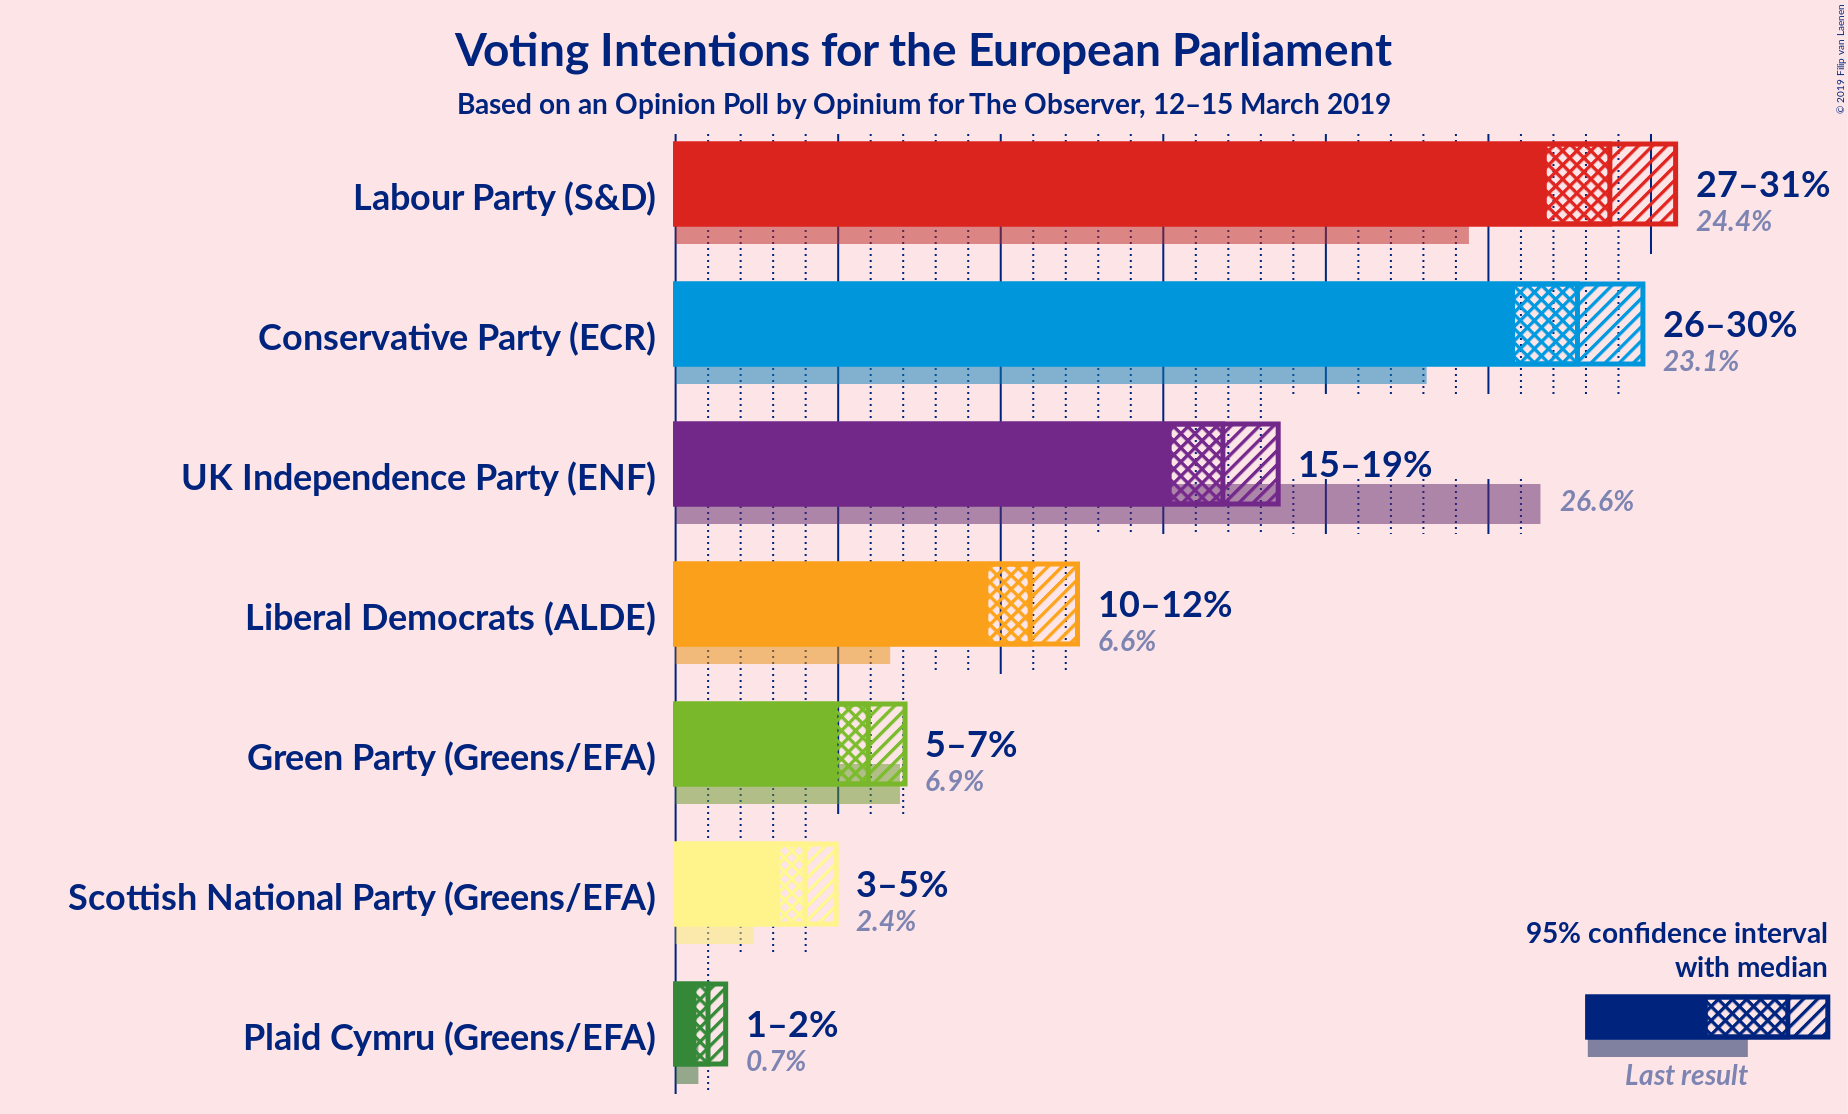 Voting Intentions for the European Parliament
Based on an Opinion Poll by Opinium for The Observer, 12–15 March 2019
© 2019 Filip van Laenen
Labour Party (S&D)
27–31%
24.4%
Conservative Party (ECR)
26–30%
23.1%
UK Independence Party (ENF)
15–19%
26.6%
Liberal Democrats (ALDE)
10–12%
6.6%
Green Party (Greens/EFA)
5–7%
6.9%
Scottish National Party (Greens/EFA)
3–5%
2.4%
Plaid Cymru (Greens/EFA)
1–2%
0.7%
95% confidence interval
with median
Last result